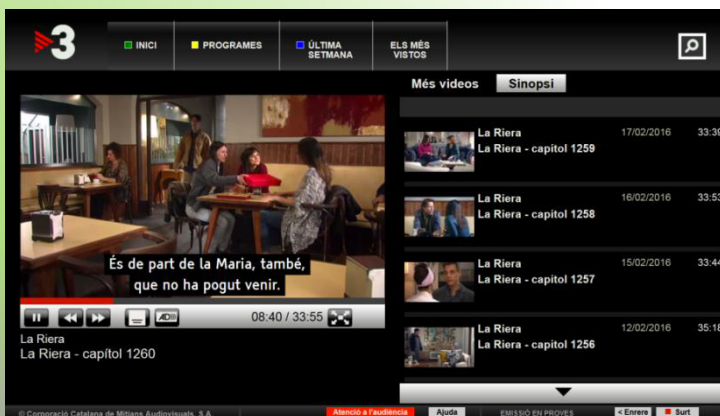 3
INICI
PROGRAMES
ÚLTIMA
SETMANA
ELS MÉS
VISTOS
Més videos
Sinopsi
La Riera
17/02/2016
33:39
La Riera - capítol 1259
La Riera
16/02/2016
33:53
La Riera - capítol 1258
La Riera
15/02/2016
33:44
La Riera - capítol 1257
La Riera
12/02/2016
35:18
La Riera - capítol 1256
És de part de la Maria, també,
que no ha pogut venir.
AD
08:40 / 33:55
La Riera
La Riera - capítol 1260
© Corporació Catalana de Mitjans Audiovisuals, S.A.
Atenció a l'audiència
Ajuda
EMISSIÓ EN PROVES
< Enrere
Surt